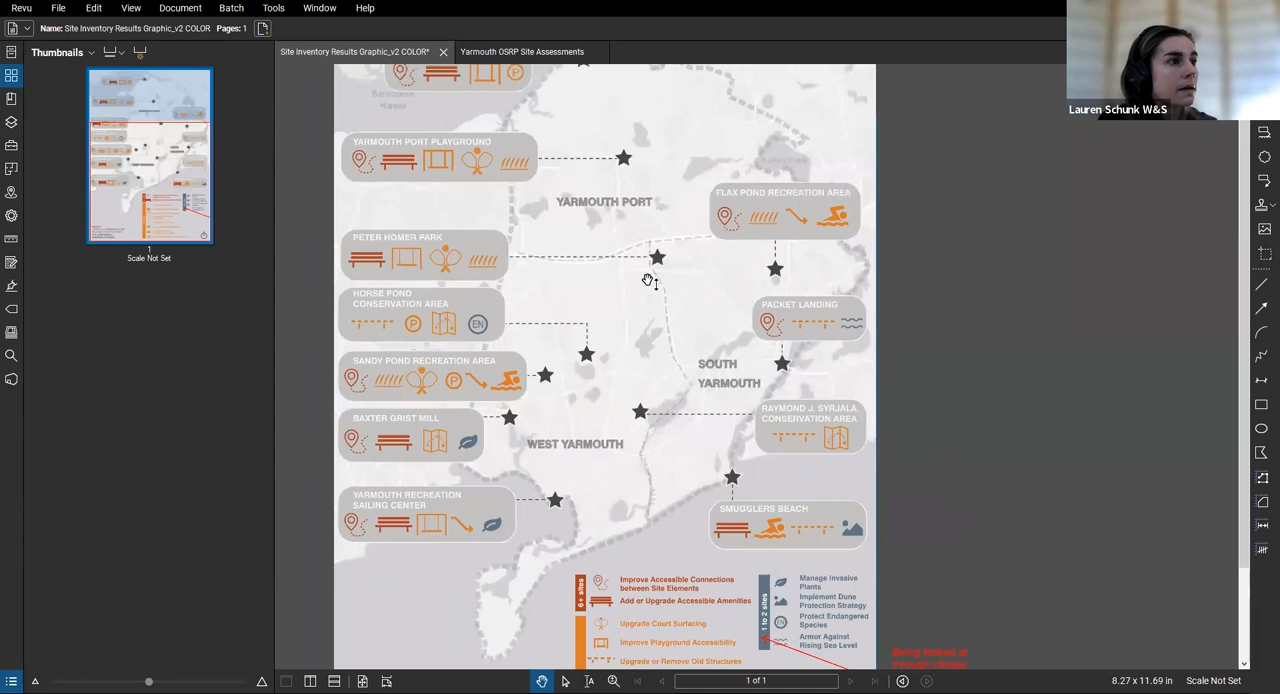 Revu File Edit View Document Batch Tools Window Help
Name: Site Inventory Results Graphic_v2 COLOR Pages: 1
Thumbnails
Site Inventory Results Graphic_v2 COLOR*
Yarmouth OSRP Site Assessments
Lauren Schunk W&S
1
Scale Not Set
P
Harbor
YARMOUTH PORT PLAYGROUND
YARMOUTH PORT
FLAX POND RECREATION AREA
PETER HOMER PARK
HORSE POND
CONSERVATION AREA
P EN
PACKET LANDING
SANDY POND RECREATION AREA
P
SOUTH
YARMOUTH
BAXTER GRIST MILL
WEST YARMOUTH
RAYMOND J. SYRJALA
CONSERVATION AREA
YARMOUTH RECREATION
SAILING CENTER
SMUGGLERS BEACH
6+ sites
Improve Accessible Connections
between Site Elements
Add or Upgrade Accessible Amenities
Upgrade Court Surfacing
Improve Playground Accessibility
Upgrade or Remove Old Structures
1 to 2 sites
Manage Invasive
Plants
Implement Dune
Protection Strategy
EN
Protect Endangered
Species
Armor Against
Rising Sea Level
Being looked at
through climate
1 of 1
8.27 x 11.69 in
Scale Not Set